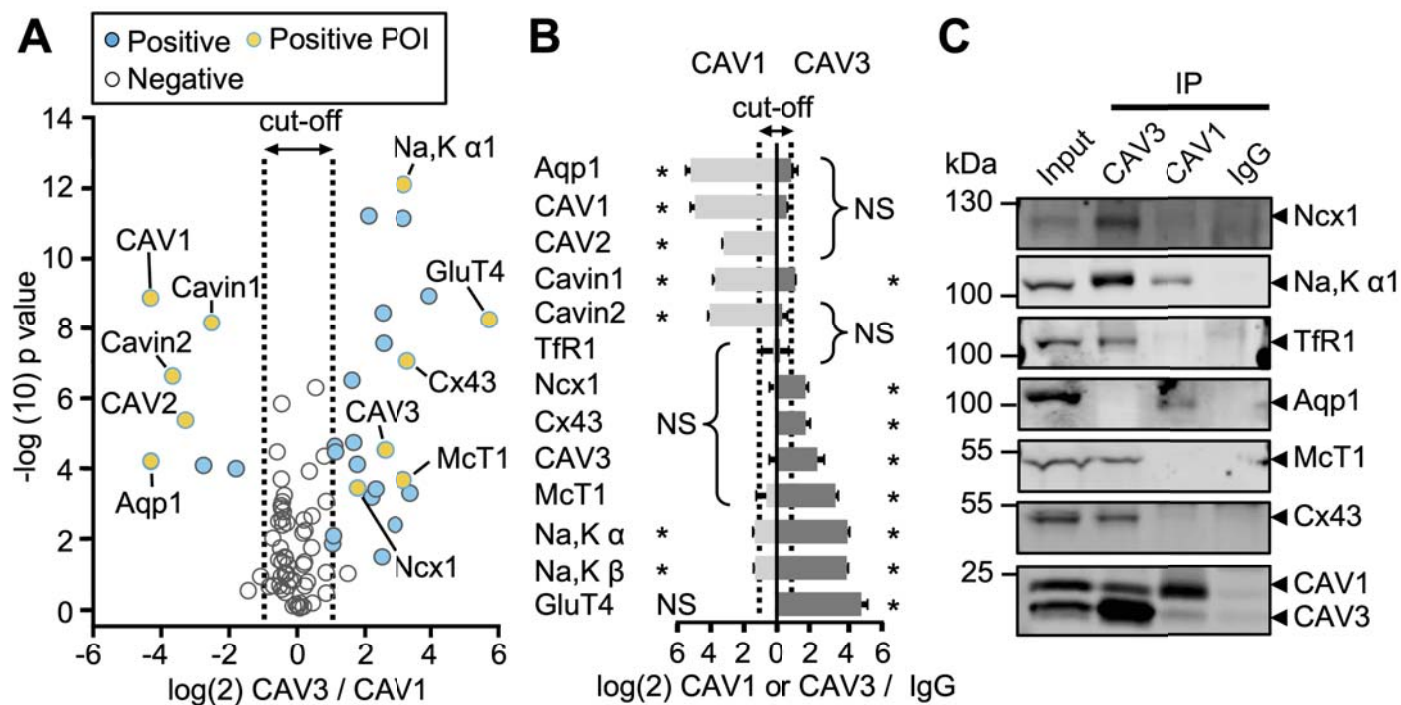 A
Positive
Positive POI
Negative
cut-off
14
12
10
8
6
4
2
0
-log (10) p value
Na,K α1
CAV1
Cavin1
GluT4
Cavin2
Cx43
CAV2
CAV3
McT1
Aqp1
Ncx1
-6 -4 -2 0 2 4 6
log(2) CAV3 / CAV1
B
CAV1 CAV3
cut-off
Aqp1 *
CAV1 * NS
CAV2 *
Cavin1 * *
Cavin2 * NS
TfR1
Ncx1 *
Cx43 NS *
CAV3 *
McT1 *
Na,K α * *
Na,K β * *
GluT4 NS *
6 4 2 0 2 4 6
log(2) CAV1 or CAV3 / IgG
C
IP
kDa Input CAV3 CAV1 IgG
130 Ncx1
100 Na,K α1
100 TfR1
100 Aqp1
55 McT1
55 Cx43
25 CAV1
CAV3